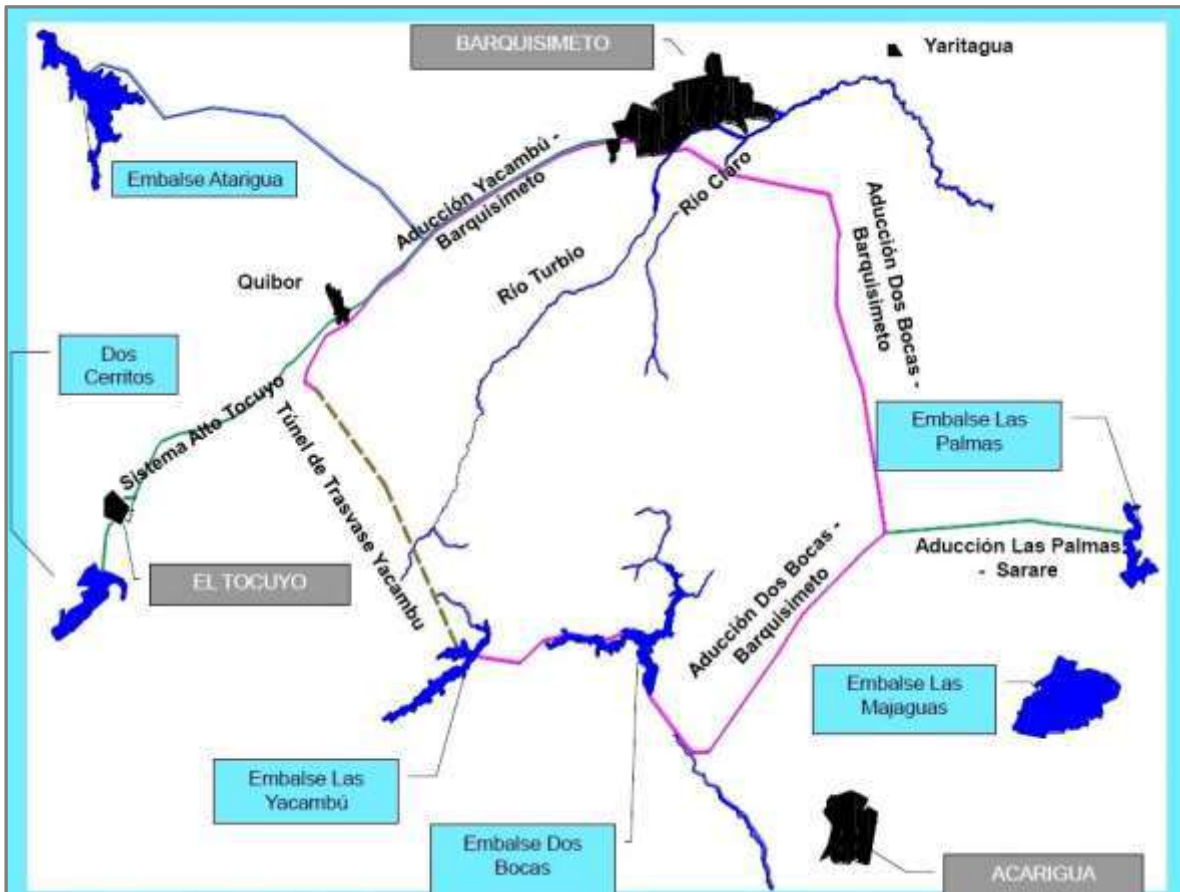 BARQUISIMETO
Yaritagua
Embalse Atarigua
Aducción Yacambú -
Barquisimeto
Rio Claro
Aducción Dos Bocas -
Barquisimeto
Rio Turbio
Quibor
Dos
Cerritos
Sistema Alto Tocuyo
Túnel de Trasvase Yacambu
Embalse Las
Palmas
Aducción Las Palmas
- Sarare
EL TOCUYO
Aducción Dos Bocas -
Barquisimeto
Embalse Las
Majaguas
Embalse Las
Yacambú
Embalse Dos
Bocas
ACARIGUA